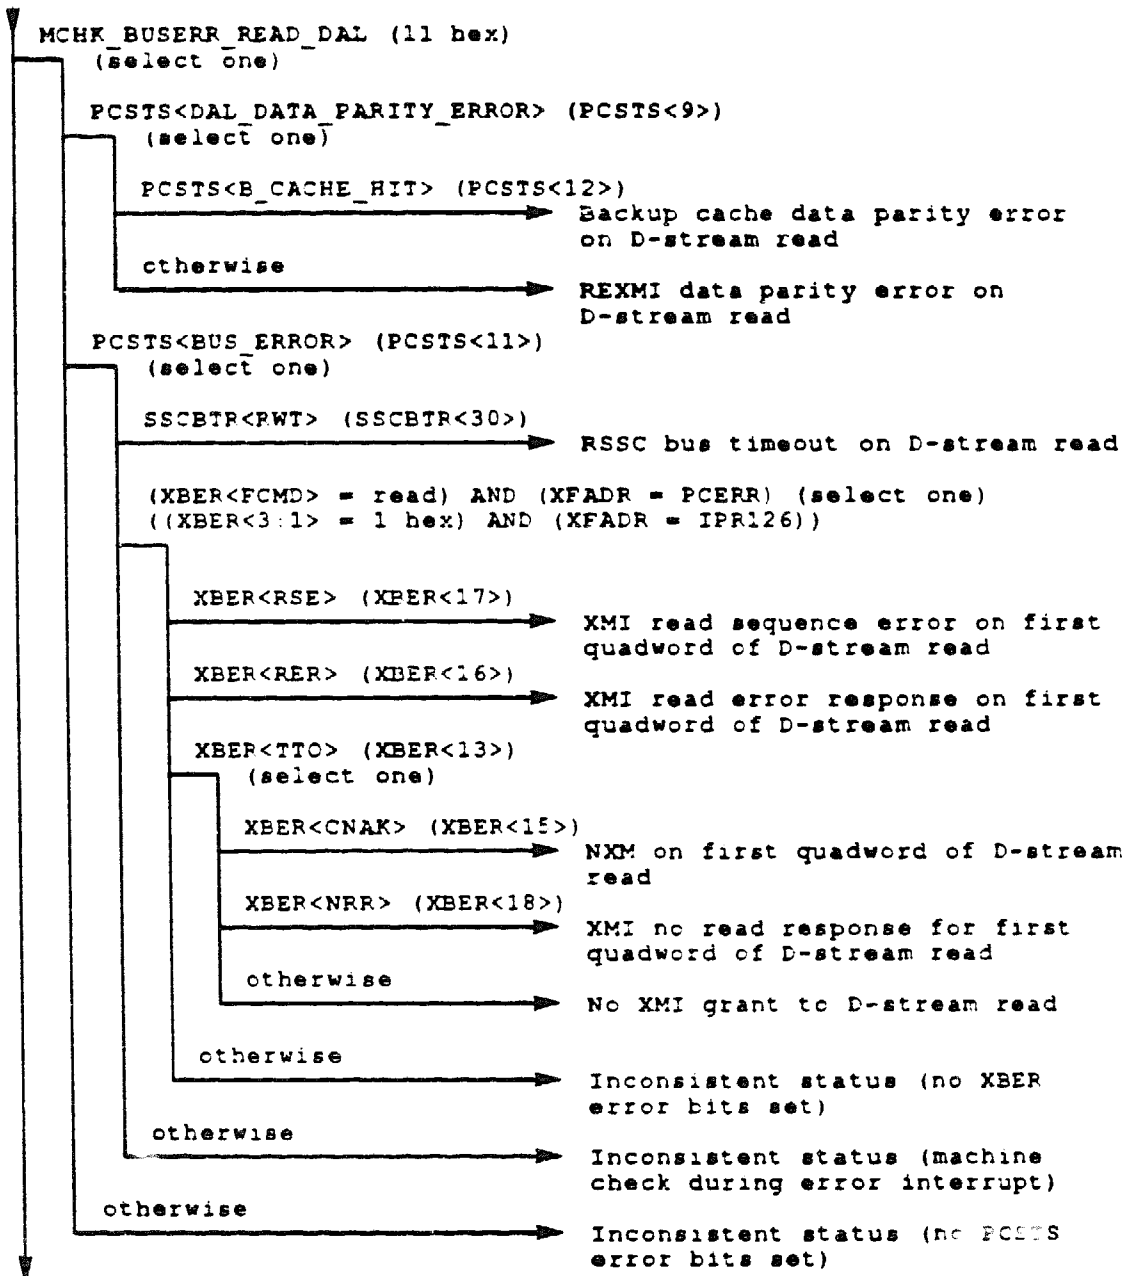 MCHK_BUSERR_READ_DAL (11 hex)
(select one)
PCSTS<DAL_DATA_PARITY_ERROR> (PCSTS<9>)
(select one)
PCSTS<B_CACHE_HIT> (PCSTS<12>)
Backup cache data parity error
on D-stream read
otherwise
REXMI data parity error on
D-stream read
PCSTS<BUS_ERROR> (PCSTS<11>)
(select one)
SSCBTR<RWT> (SSCBTR<30>)
RSSC bus timeout on D-stream read
(XBER<FCMD> = read) AND (XFADR = PCERR) (select one)
((XBER<3:1> = 1 hex) AND (XFADR = IPR126))
XBER<RSE> (XBER<17>)
XMI read sequence error on first
quadword of D-stream read
XBER<RER> (XBER<16>)
XMI read error response on first
quadword of D-stream read
XBER<TTO> (XBER<13>)
(select one)
XBER<CNAK> (XBER<15>)
NXM on first quadword of D-stream
read
XBER<NRR> (XBER<18>)
XMI no read response for first
quadword of D-stream read
otherwise
No XMI grant to D-stream read
otherwise
Inconsistent status (no XBER
error bits set)
otherwise
Inconsistent status (machine
check during error interrupt)
otherwise
Inconsistent status (no PCSTS
error bits set)